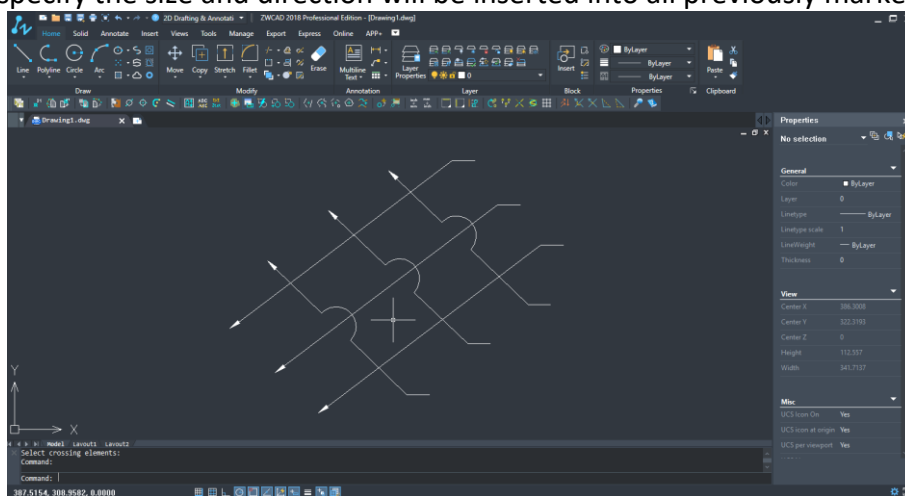 specify the size and direction will be inserted into all previously marke
2D Drafting & Annotati ZWCAD 2018 Professional Edition - [Drawing1.dwg]
Home Solid Annotate Insert Views Tools Manage Export Express Online APP+
Line Polyline Circle Arc Move Copy Stretch Fillet Erase Multiline Text Layer Properties 0 Insert ByLayer ByLayer ByLayer Paste
Draw Modify Annotation Layer Block Properties Clipboard
Drawing1.dwg
Properties
No selection
General
Color ByLayer
Layer 0
Linetype ByLayer
Linetype scale 1
LineWeight ByLayer
Thickness 0
View
Center X 386.3008
Center Y 322.3193
Center Z 0
Height 112.557
Width 341.7137
Misc
UCS icon On Yes
UCS icon at origin Yes
UCS per viewport Yes
Y
X
Model Layout1 Layout2
Select crossing elements:
Command:
Command:
387.5154, 308.9582, 0.0000